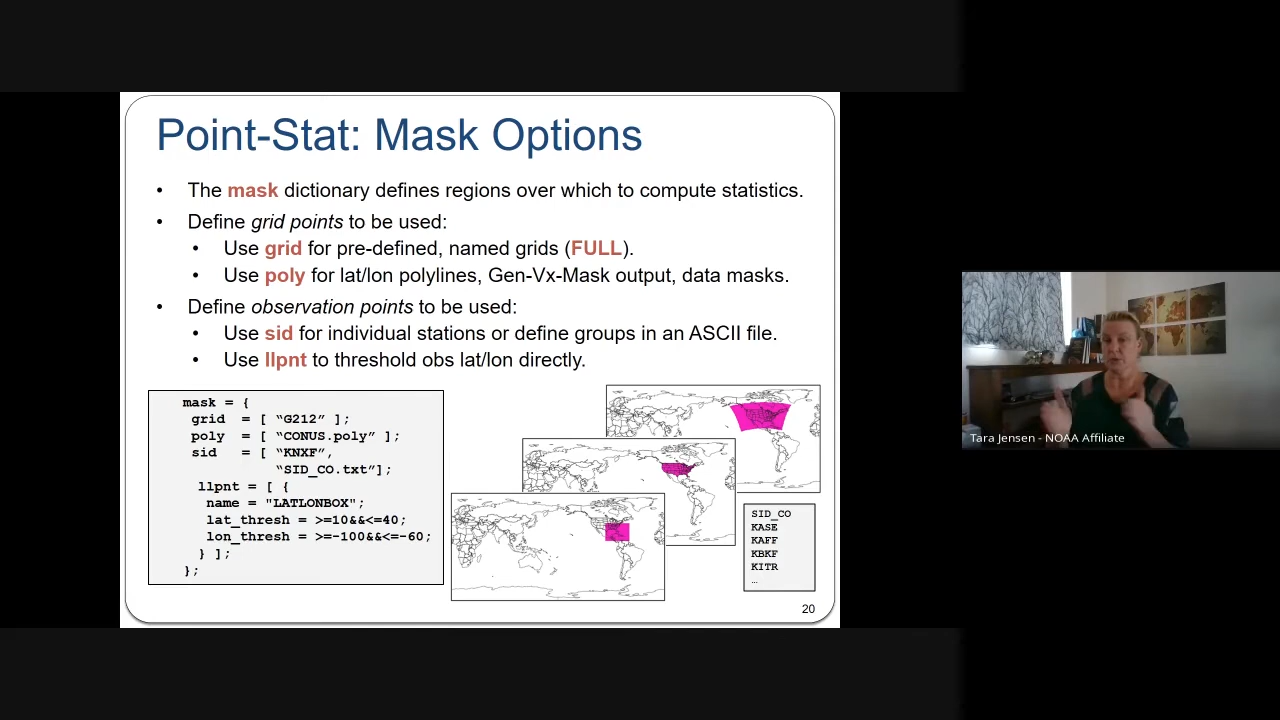 Point-Stat: Mask Options
• The mask dictionary defines regions over which to compute statistics.
• Define grid points to be used:
• Use grid for pre-defined, named grids (FULL).
• Use poly for lat/lon polylines, Gen-Vx-Mask output, data masks.
• Define observation points to be used:
• Use sid for individual stations or define groups in an ASCII file.
• Use llpnt to threshold obs lat/lon directly.
mask = {
grid = [ “G212” ];
poly = [ “CONUS.poly” ];
sid = [ “KNXF”,
“SID_CO.txt”];
llpnt = [ {
name = "LATLONBOX";
lat_thresh = >=10&&<=40;
lon_thresh = >=-100&&<=-60;
} ];
};
SID_CO
KASE
KAFF
KBKF
KITR
…
20
Tara Jensen - NOAA Affiliate